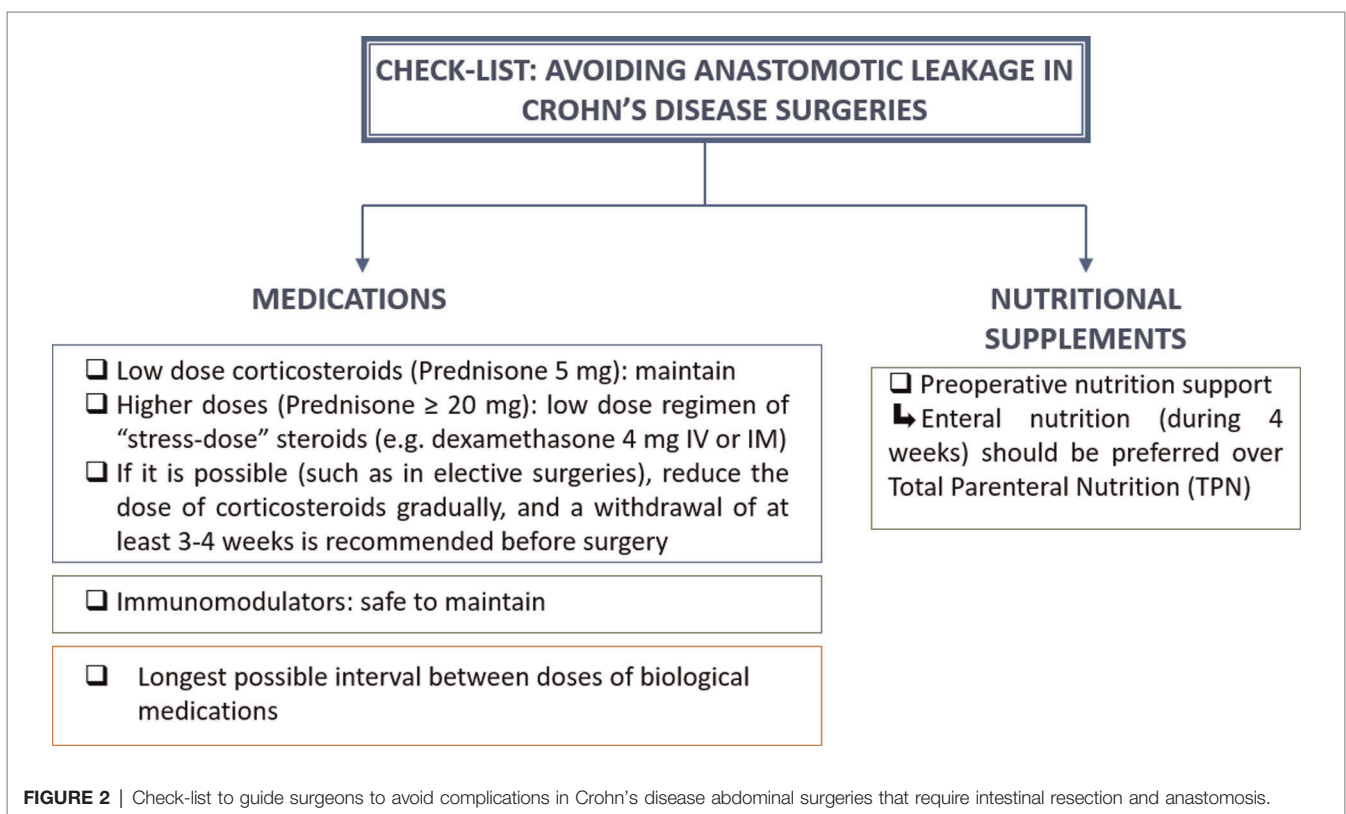 CHECK-LIST: AVOIDING ANASTOMOTIC LEAKAGE IN
CROHN'S DISEASE SURGERIES
MEDICATIONS
❑ Low dose corticosteroids (Prednisone 5 mg): maintain
❑ Higher doses (Prednisone ≥ 20 mg): low dose regimen of
“stress-dose” steroids (e.g. dexamethasone 4 mg IV or IM)
❑ If it is possible (such as in elective surgeries), reduce the
dose of corticosteroids gradually, and a withdrawal of at
least 3-4 weeks is recommended before surgery
❑ Immunomodulators: safe to maintain
❑ Longest possible interval between doses of biological
medications
NUTRITIONAL
SUPPLEMENTS
❑ Preoperative nutrition support
↳ Enteral nutrition (during 4
weeks) should be preferred over
Total Parenteral Nutrition (TPN)
FIGURE 2 | Check-list to guide surgeons to avoid complications in Crohn's disease abdominal surgeries that require intestinal resection and anastomosis.